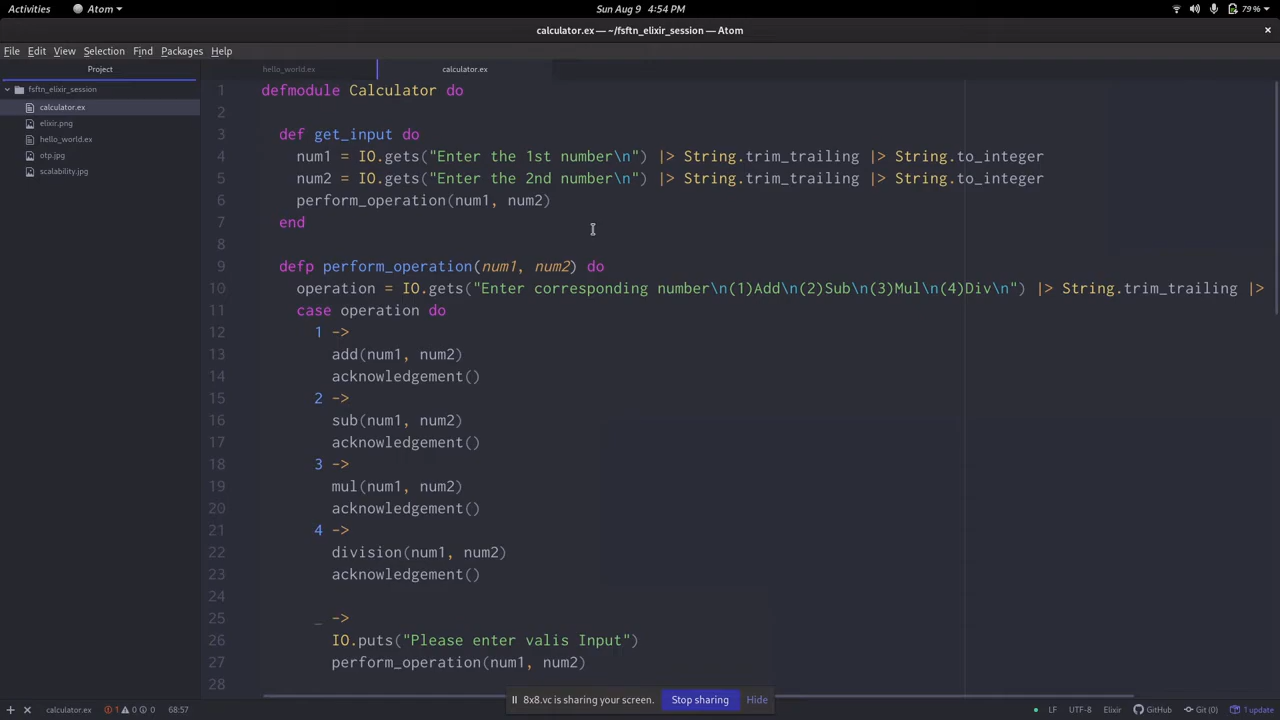 Activities Atom Sun Aug 9 4:54 PM 79 %
calculator.ex — ~/fsftn_elixir_session — Atom
File Edit View Selection Find Packages Help
Project hello_world.ex calculator.ex
fsftn_elixir_session
calculator.ex
elixir.png
hello_world.ex
otp.jpg
scalability.jpg
1 defmodule Calculator do
2
3 def get_input do
4 num1 = IO.gets("Enter the 1st number\n") |> String.trim_trailing |> String.to_integer
5 num2 = IO.gets("Enter the 2nd number\n") |> String.trim_trailing |> String.to_integer
6 perform_operation(num1, num2)
7 end
8
9 defp perform_operation(num1, num2) do
10 operation = IO.gets("Enter corresponding number\n(1)Add\n(2)Sub\n(3)Mul\n(4)Div\n") |> String.trim_trailing |>
11 case operation do
12 1 ->
13 add(num1, num2)
14 acknowledgement()
15 2 ->
16 sub(num1, num2)
17 acknowledgement()
18 3 ->
19 mul(num1, num2)
20 acknowledgement()
21 4 ->
22 division(num1, num2)
23 acknowledgement()
24
25 _ ->
26 IO.puts("Please enter valis Input")
27 perform_operation(num1, num2)
28
8x8.vc is sharing your screen. Stop sharing Hide
calculator.ex 1 0 0 68:57 LF UTF-8 Elixir GitHub Git (0) 1 update